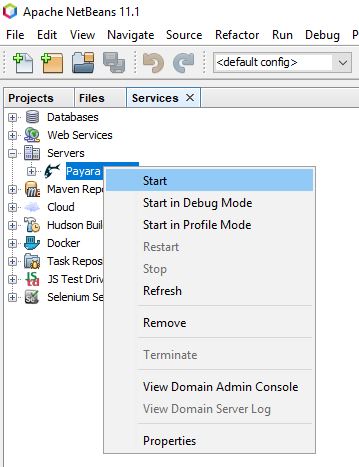 Apache NetBeans 11.1
File Edit View Navigate Source Refactor Run Debug
<default config>
Projects Files Services
Databases
Web Services
Servers
Payara
Start
Maven Repo
Start in Debug Mode
Cloud
Start in Profile Mode
Hudson Buil
Restart
Docker
Stop
Task Repos
Refresh
JS Test Driv
Selenium Se
Remove
Terminate
View Domain Admin Console
View Domain Server Log
Properties